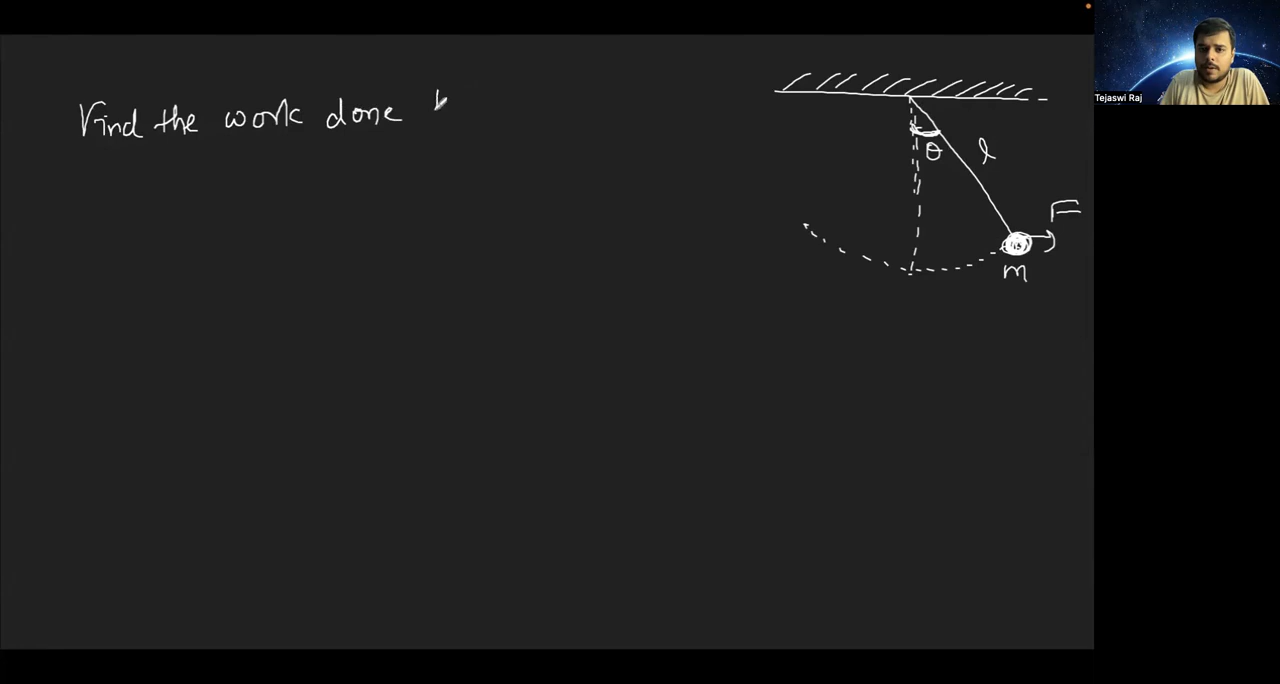 Find the work done
Tejaswi Raj
θ
l
F
m